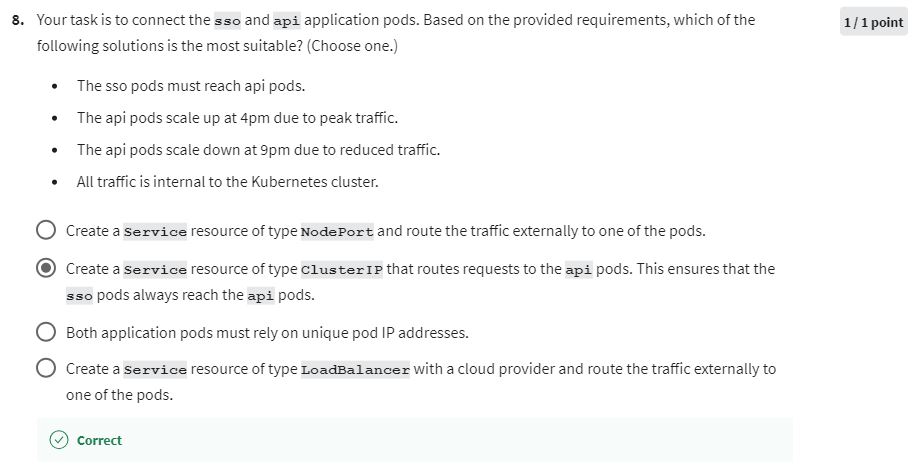 8. Your task is to connect the sso and api application pods. Based on the provided requirements, which of the
1 / 1 point
following solutions is the most suitable? (Choose one.)
• The sso pods must reach api pods.
• The api pods scale up at 4pm due to peak traffic.
• The api pods scale down at 9pm due to reduced traffic.
• All traffic is internal to the Kubernetes cluster.
Create a Service resource of type NodePort and route the traffic externally to one of the pods.
Create a Service resource of type ClusterIP that routes requests to the api pods. This ensures that the
sso pods always reach the api pods.
Both application pods must rely on unique pod IP addresses.
Create a Service resource of type LoadBalancer with a cloud provider and route the traffic externally to
one of the pods.
Correct